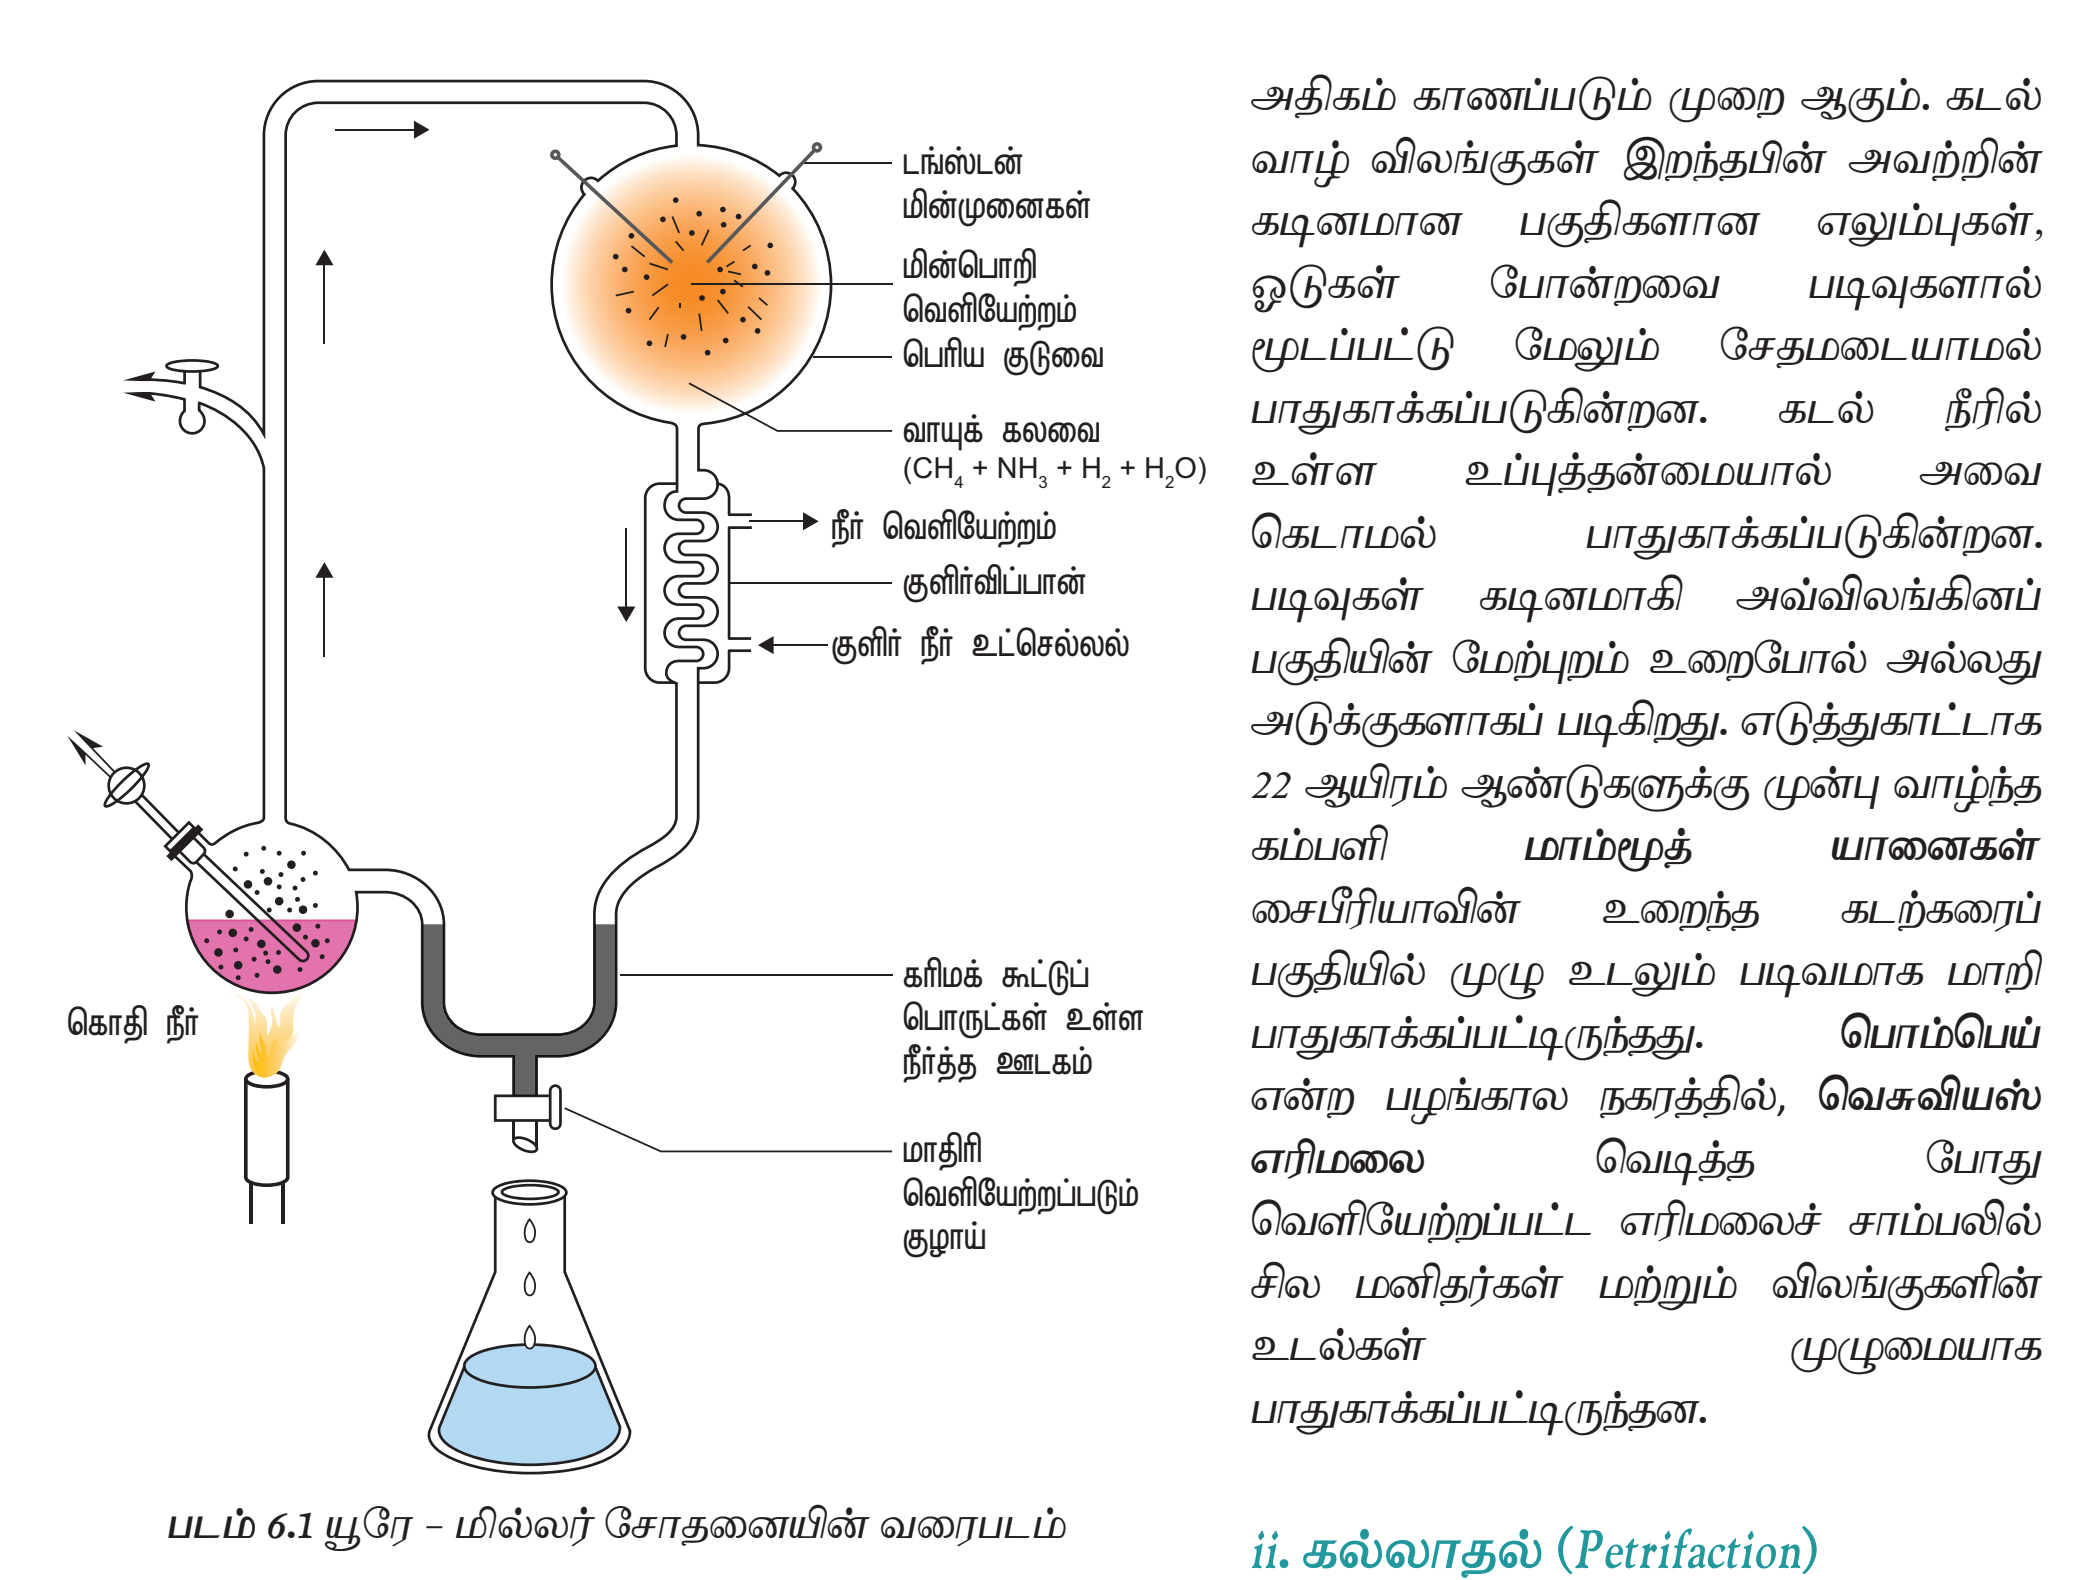 டங்ஸ்டன்
மின்முனைகள்
மின்பொறி
வெளியேற்றம்
பெரிய குடுவை
வாயுக் கலவை
(CH₄ + NH₃ + H₂ + H₂O)
நீர் வெளியேற்றம்
குளிர்விப்பான்
குளிர் நீர் உட்செல்லல்
கொதி நீர்
கரிமக் கூட்டுப்
பொருட்கள் உள்ள
நீர்த்த ஊடகம்
மாதிரி
வெளியேற்றப்படும்
குழாய்
படம் 6.1 யூரே – மில்லர் சோதனையின் வரைபடம்
அதிகம் காணப்படும் முறை ஆகும். கடல்
வாழ் விலங்குகள் இறந்தபின் அவற்றின்
கடினமான பகுதிகளான எலும்புகள்,
ஓடுகள் போன்றவை படிவுகளால்
மூடப்பட்டு மேலும் சேதமடையாமல்
பாதுகாக்கப்படுகின்றன. கடல் நீரில்
உள்ள உப்புத்தன்மையால் அவை
கெடாமல் பாதுகாக்கப்படுகின்றன.
படிவுகள் கடினமாகி அவ்விலங்கினப்
பகுதியின் மேற்புறம் உறைபோல் அல்லது
அடுக்குகளாகப் படிகிறது. எடுத்துகாட்டாக
22 ஆயிரம் ஆண்டுகளுக்கு முன்பு வாழ்ந்த
கம்பளி மாம்மூத் யானைகள்
சைபீரியாவின் உறைந்த கடற்கரைப்
பகுதியில் முழு உடலும் படிவமாக மாறி
பாதுகாக்கப்பட்டிருந்தது. பொம்பெய்
என்ற பழங்கால நகரத்தில், வெசுவியஸ்
எரிமலை வெடித்த போது
வெளியேற்றப்பட்ட எரிமலைச் சாம்பலில்
சில மனிதர்கள் மற்றும் விலங்குகளின்
உடல்கள் முழுமையாக
பாதுகாக்கப்பட்டிருந்தன.
ii. கல்லாதல் (Petrifaction)